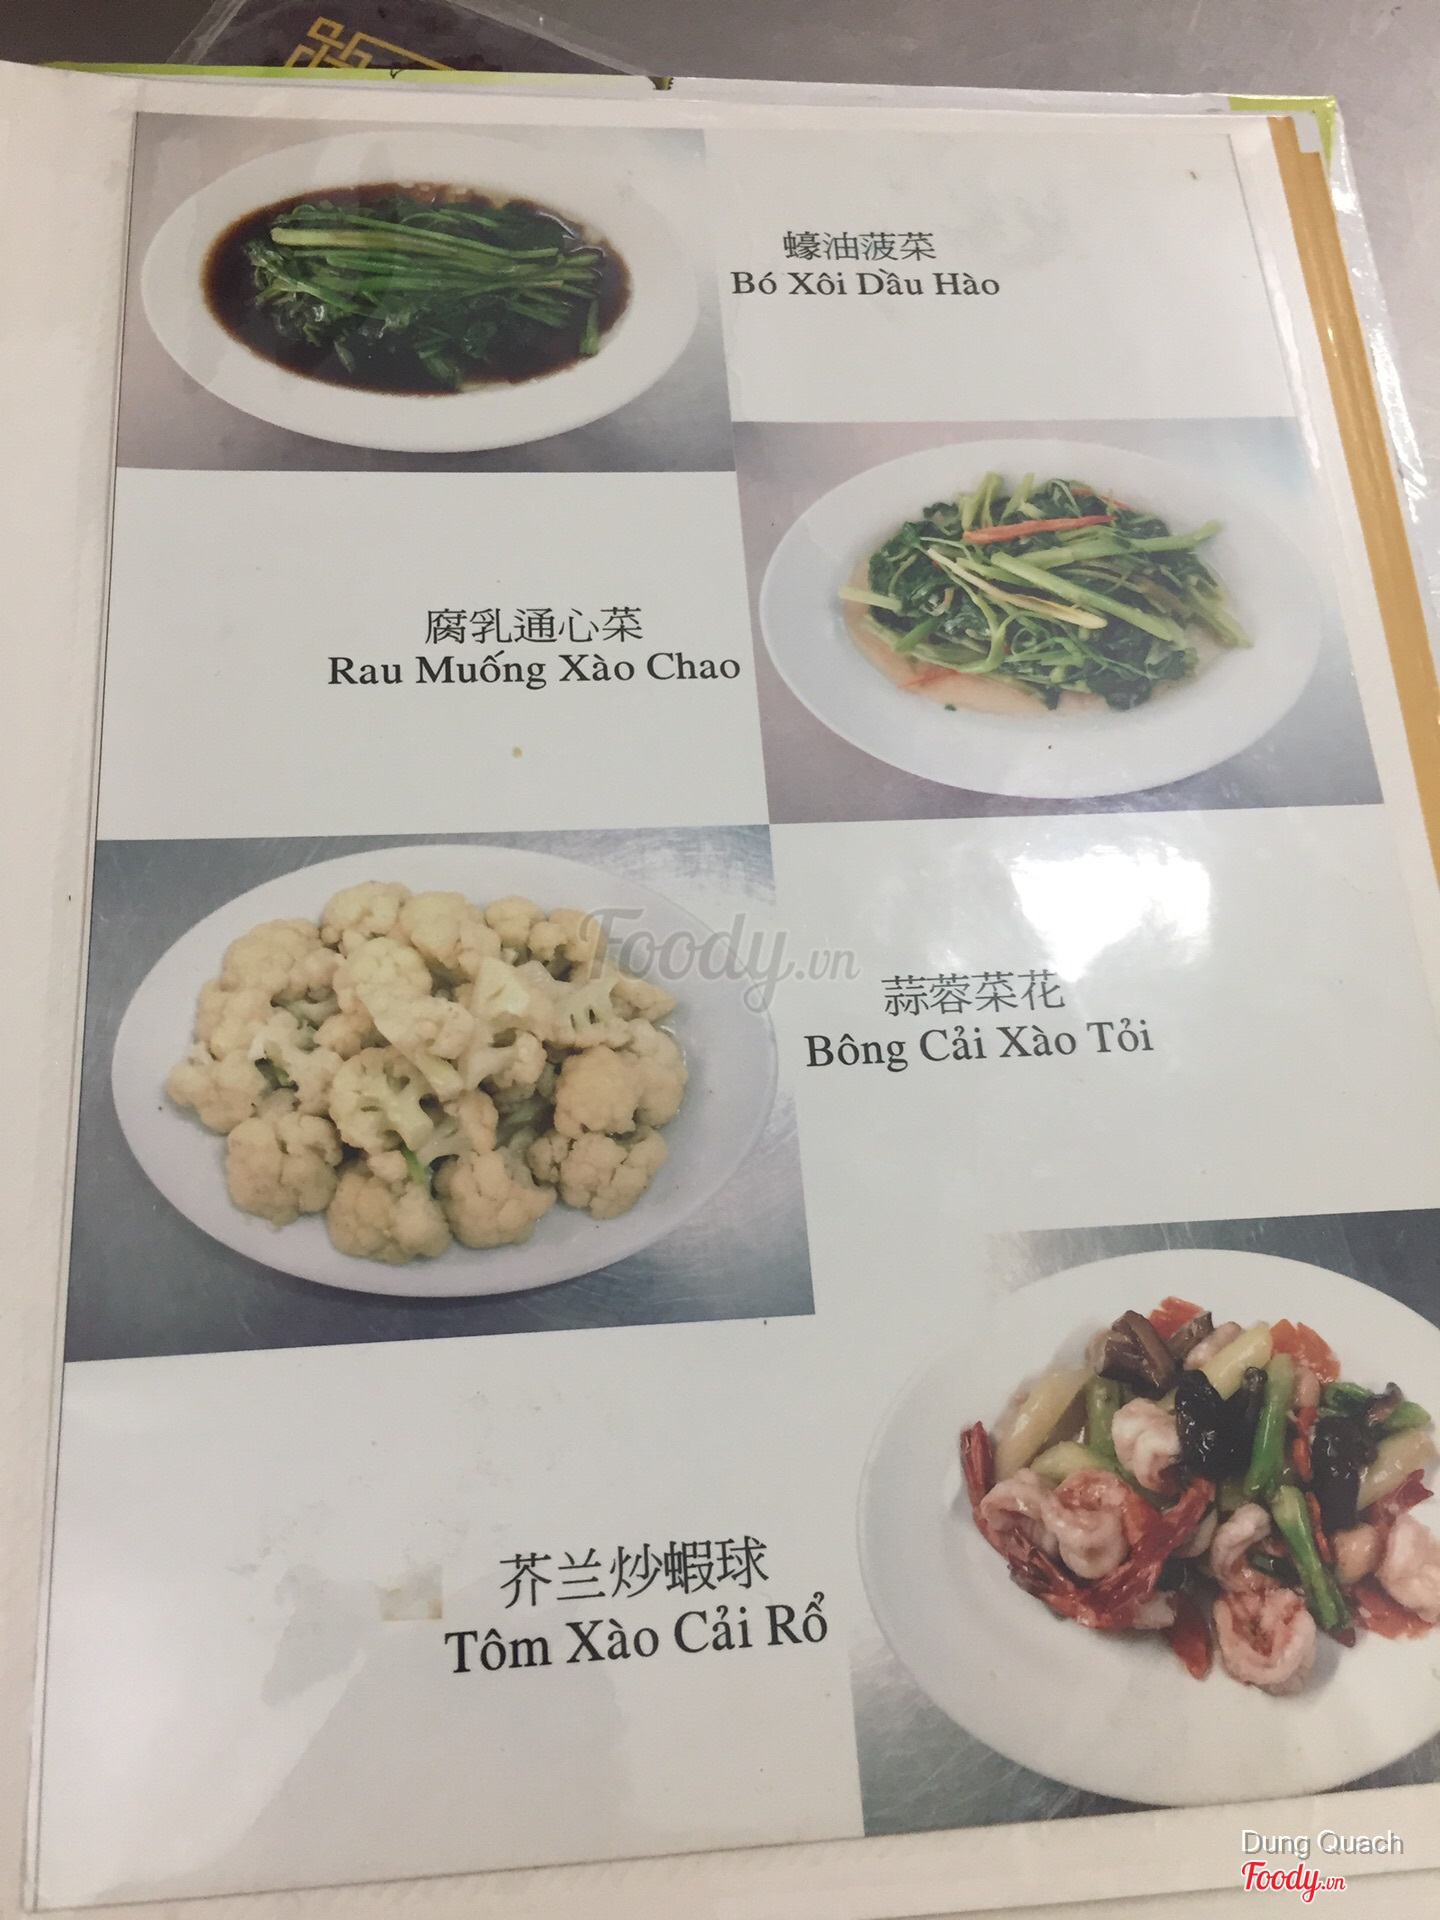 蠔油菠菜
Bó Xôi Dầu Hào
腐乳通心菜
Rau Muống Xào Chao
Foody.vn
蒜蓉菜花
Bông Cải Xào Tỏi
芥兰炒蝦球
Tôm Xào Cải Rổ
Dung Quach
Foody.vn